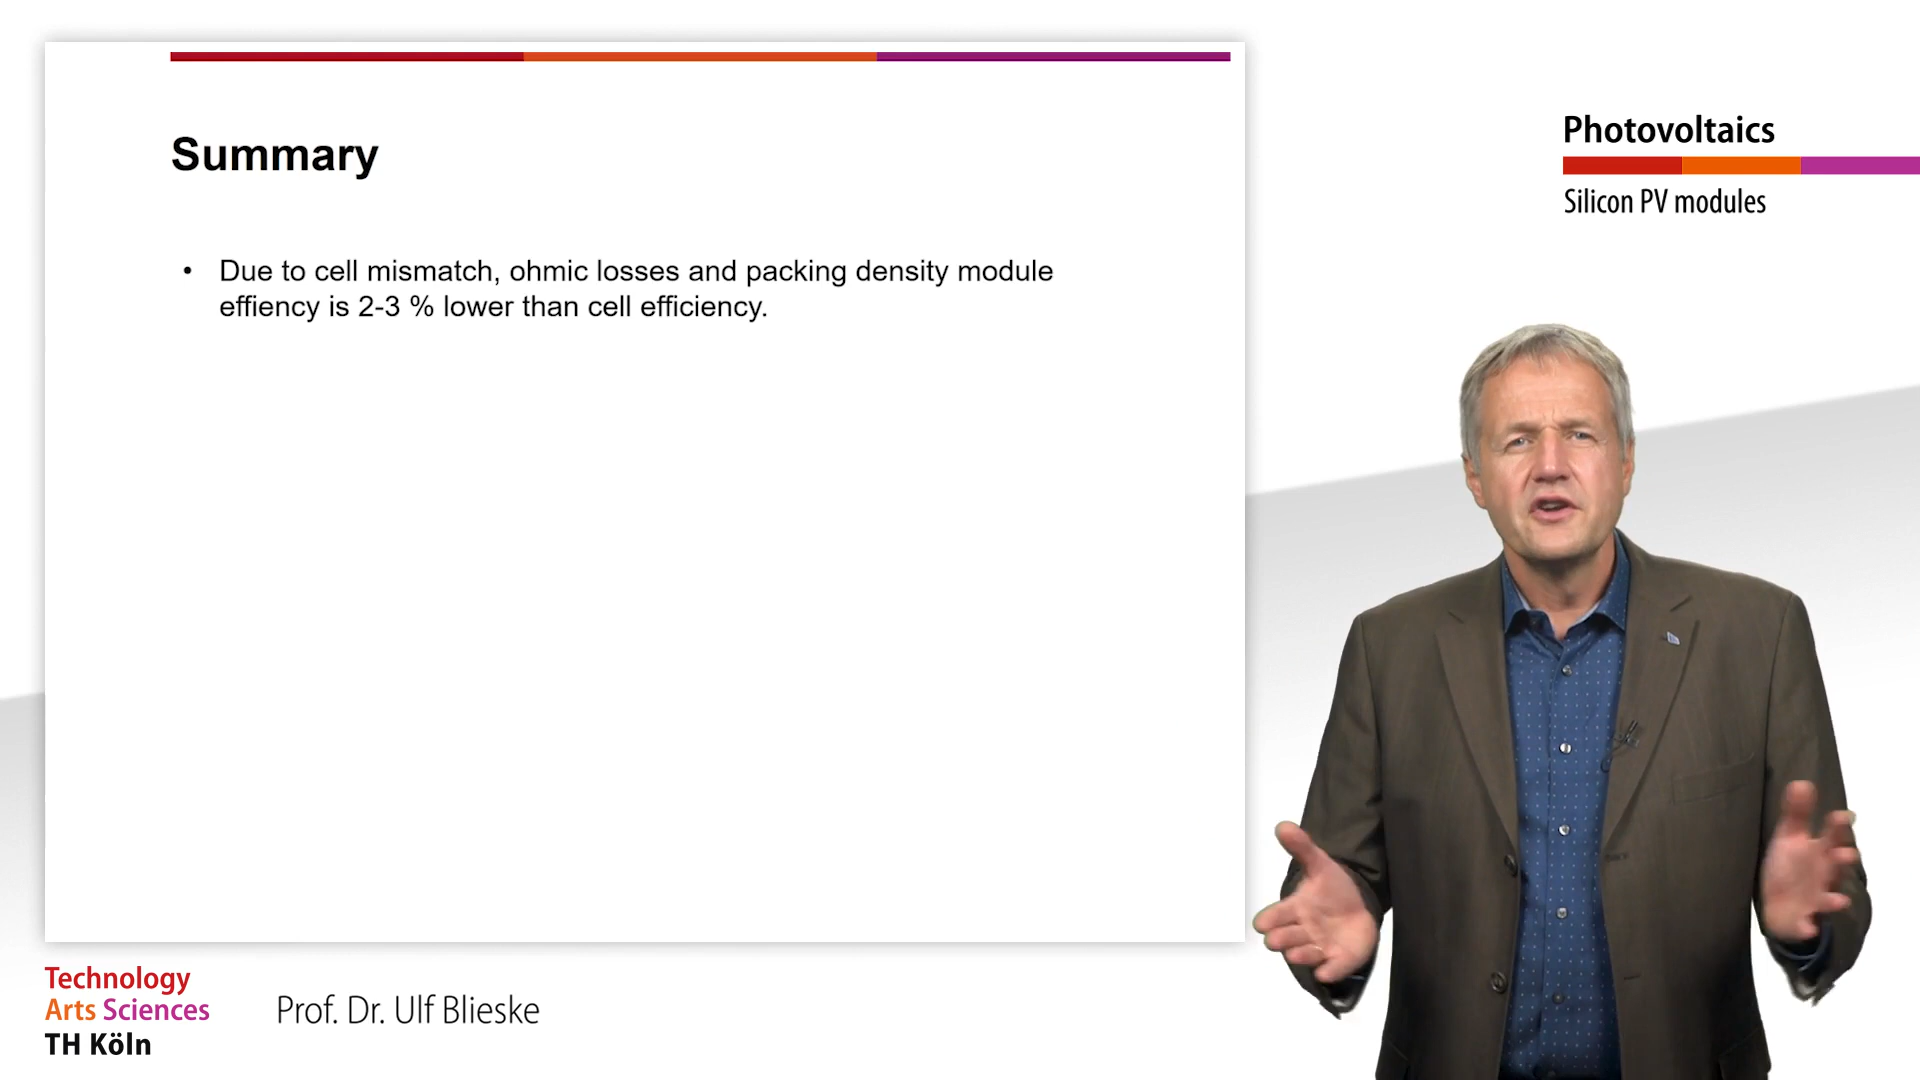 Summary
• Due to cell mismatch, ohmic losses and packing density module
effiency is 2-3 % lower than cell efficiency.
Photovoltaics
Silicon PV modules
Technology
Arts Sciences
TH Köln
Prof. Dr. Ulf Blieske